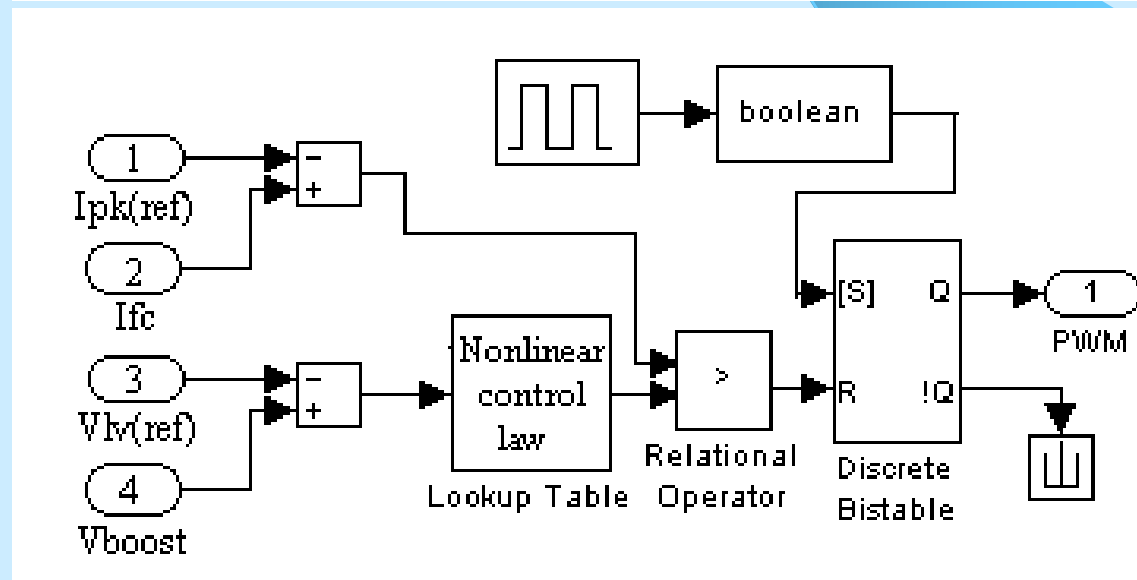 boolean
1
−
+
Ipk(ref)
2
Ifc
[S] Q
1
PWM
Nonlinear
control
law
>
3
−
+
Vlv(ref)
R !Q
4
Vboost
Lookup Table
Relational
Operator
Discrete
Bistable